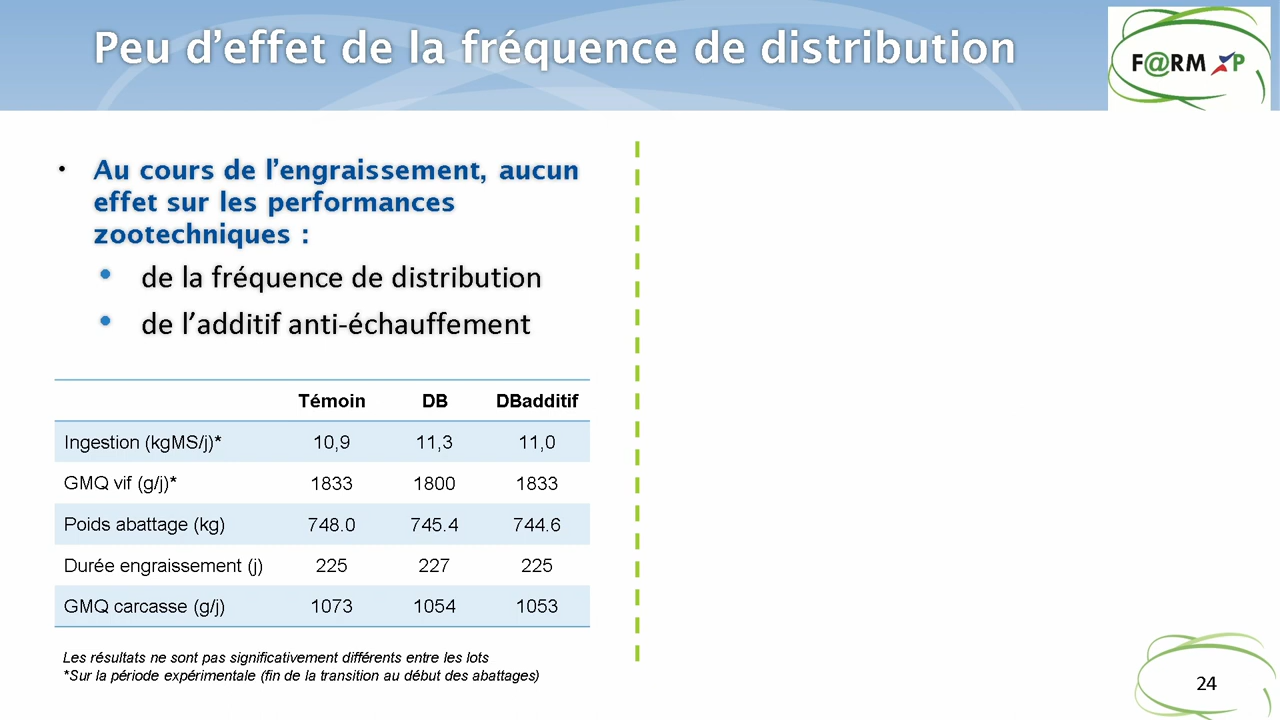 Peu d’effet de la fréquence de distribution
F@RM XP
• Au cours de l’engraissement, aucun
effet sur les performances
zootechniques :
• de la fréquence de distribution
• de l’additif anti-échauffement
Témoin DB DBadditif
Ingestion (kgMS/j)* 10,9 11,3 11,0
GMQ vif (g/j)* 1833 1800 1833
Poids abattage (kg) 748.0 745.4 744.6
Durée engraissement (j) 225 227 225
GMQ carcasse (g/j) 1073 1054 1053
Les résultats ne sont pas significativement différents entre les lots
*Sur la période expérimentale (fin de la transition au début des abattages)
24